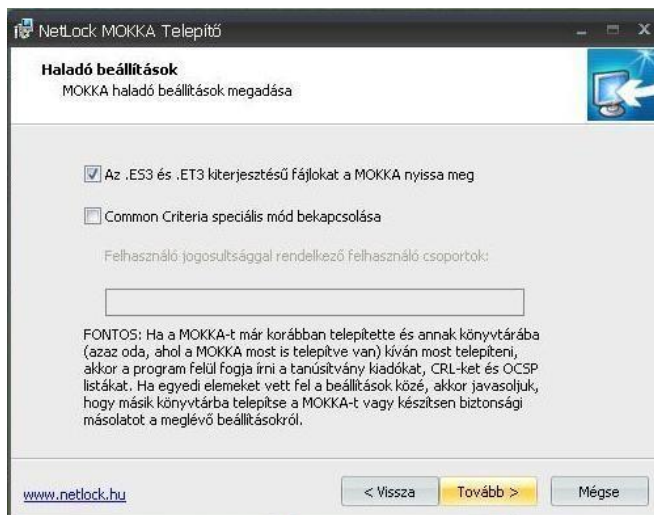 NetLock MOKKA Telepítő
Haladó beállítások
MOKKA haladó beállítások megadása
Az .ES3 és .ET3 kiterjesztésű fájlokat a MOKKA nyissa meg
Common Criteria speciális mód bekapcsolása
Felhasználó jogosultsággal rendelkező felhasználó csoportok:
FONTOS: Ha a MOKKA-t már korábban telepítette és annak könyvtárába
(azaz oda, ahol a MOKKA most is telepítve van) kíván most telepíteni,
akkor a program felül fogja írni a tanúsítvány kiadókat, CRL-ket és OCSP
listákat. Ha egyedi elemeket vett fel a beállítások közé, akkor javasoljuk,
hogy másik könyvtárba telepítse a MOKKA-t vagy készítsen biztonsági
másolatot a meglévő beállításokról.
www.netlock.hu
< Vissza
Tovább >
Mégse